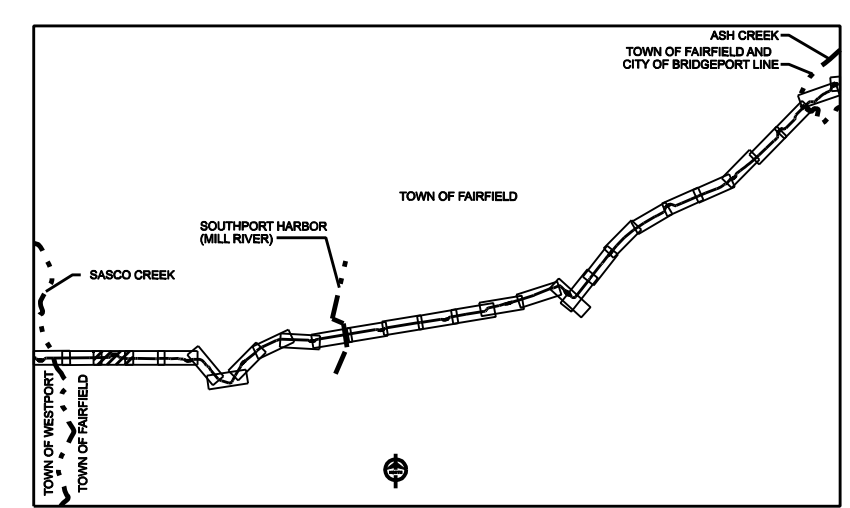 ASH CREEK
TOWN OF FAIRFIELD AND
CITY OF BRIDGEPORT LINE
TOWN OF FAIRFIELD
SOUTHPORT HARBOR
(MILL RIVER)
SASCO CREEK
TOWN OF WESTPORT
TOWN OF FAIRFIELD